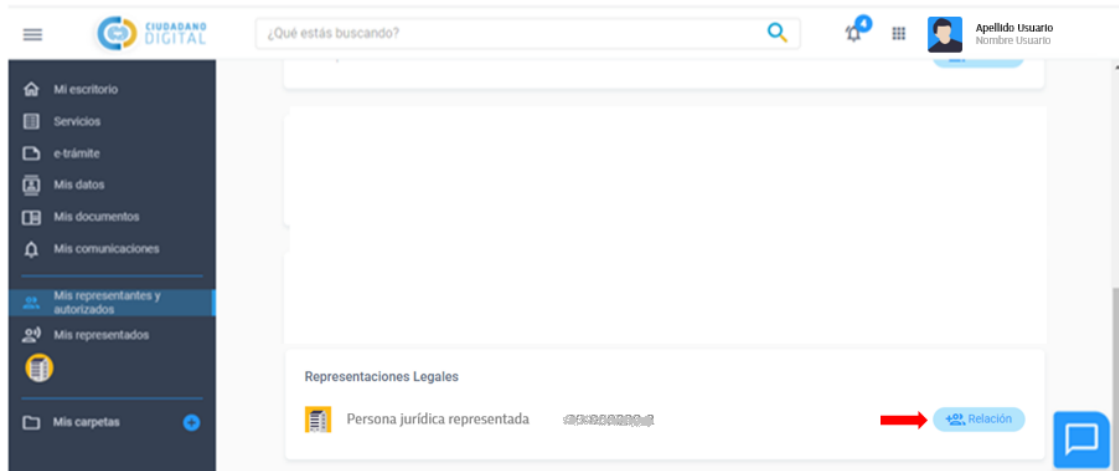 CIUDADANO
DIGITAL
¿Qué estás buscando?
4
Apellido Usuario
Nombre Usuario
Mi escritorio
Servicios
e-trámite
Mis datos
Mis documentos
Mis comunicaciones
Mis representantes y
autorizados
Mis representados
Mis carpetas
Representaciones Legales
Persona jurídica representada
Relación